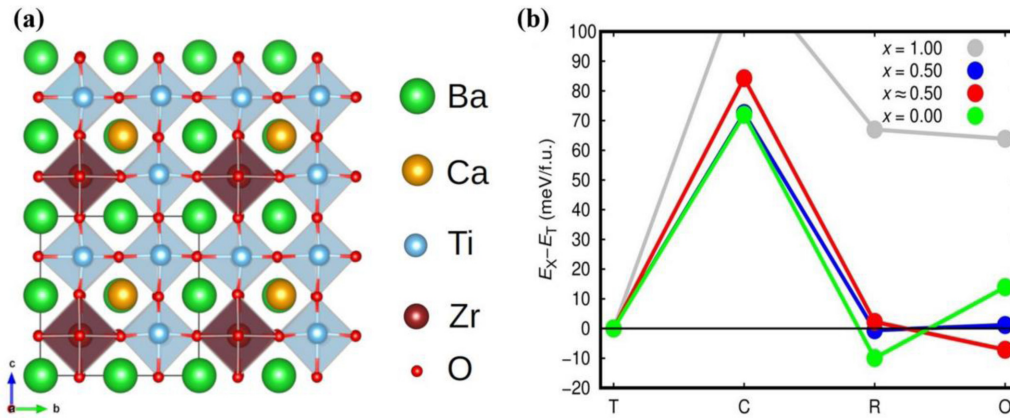 (a)
Ba
Ca
Ti
Zr
O
c
a
b
(b)
x = 1.00
x = 0.50
x ≈ 0.50
x = 0.00
E_X−E_T (meV/f.u.)
100
90
80
70
60
50
40
30
20
10
0
-10
-20
T
C
R
O